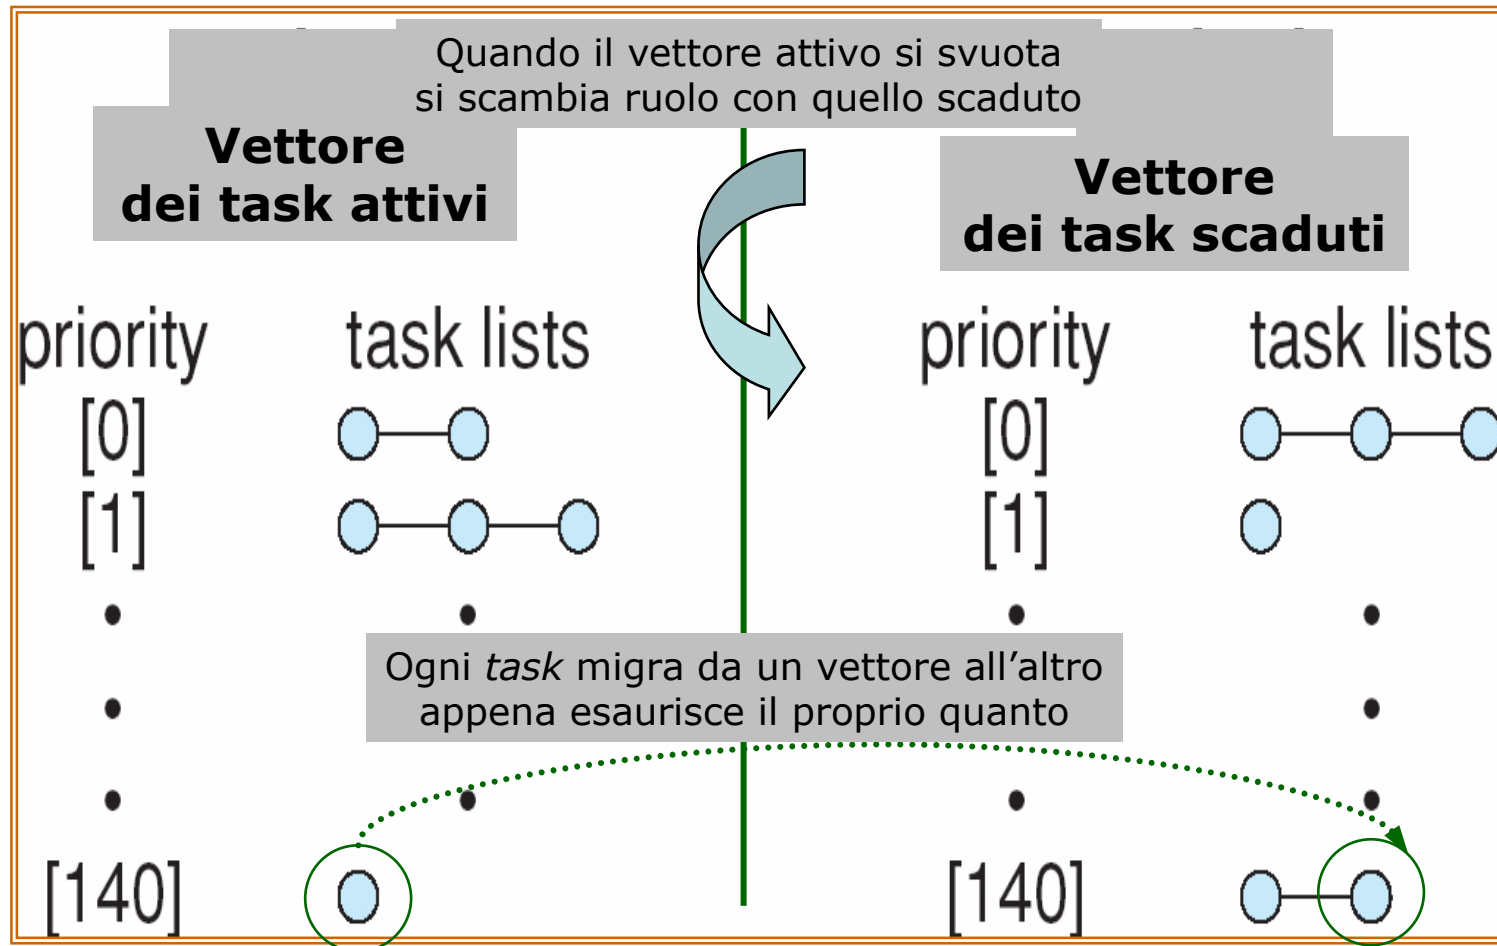 Quando il vettore attivo si svuota
si scambia ruolo con quello scaduto
Vettore
dei task attivi
Vettore
dei task scaduti
priority task lists
priority task lists
[0]
[0]
[1]
[1]
Ogni task migra da un vettore all’altro
appena esaurisce il proprio quanto
[140]
[140]